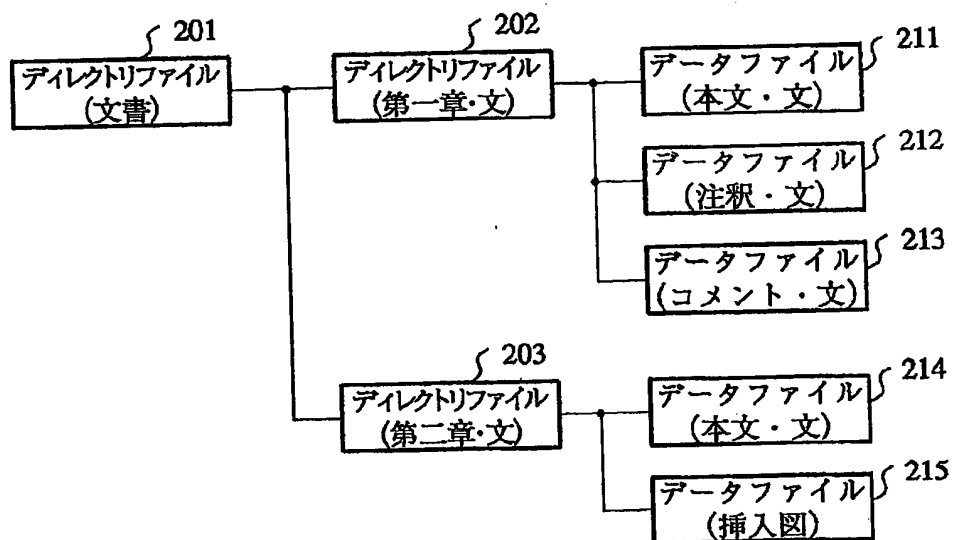 201
ディレクトリファイル
(文書)
202
ディレクトリファイル
(第一章・文)
211
データファイル
(本文・文)
212
データファイル
(注釈・文)
213
データファイル
(コメント・文)
203
ディレクトリファイル
(第二章・文)
214
データファイル
(本文・文)
215
データファイル
(挿入図)